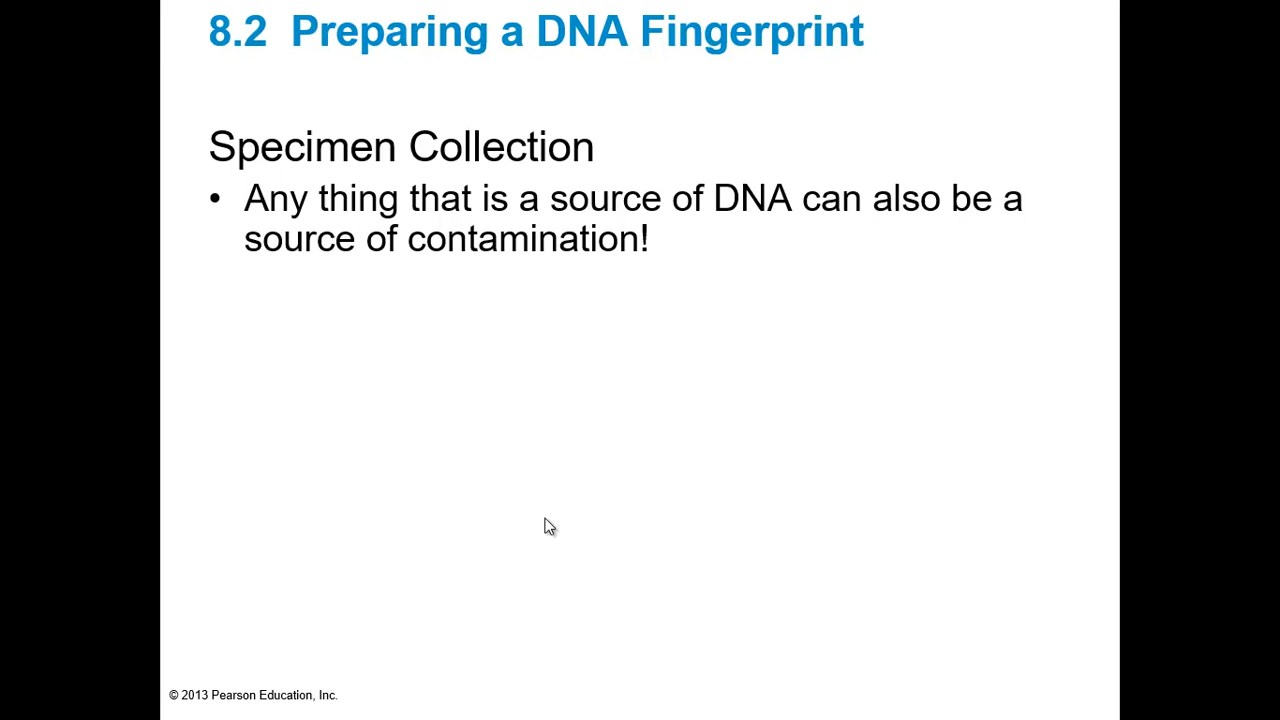 8.2 Preparing a DNA Fingerprint
Specimen Collection
• Any thing that is a source of DNA can also be a
source of contamination!
© 2013 Pearson Education, Inc.